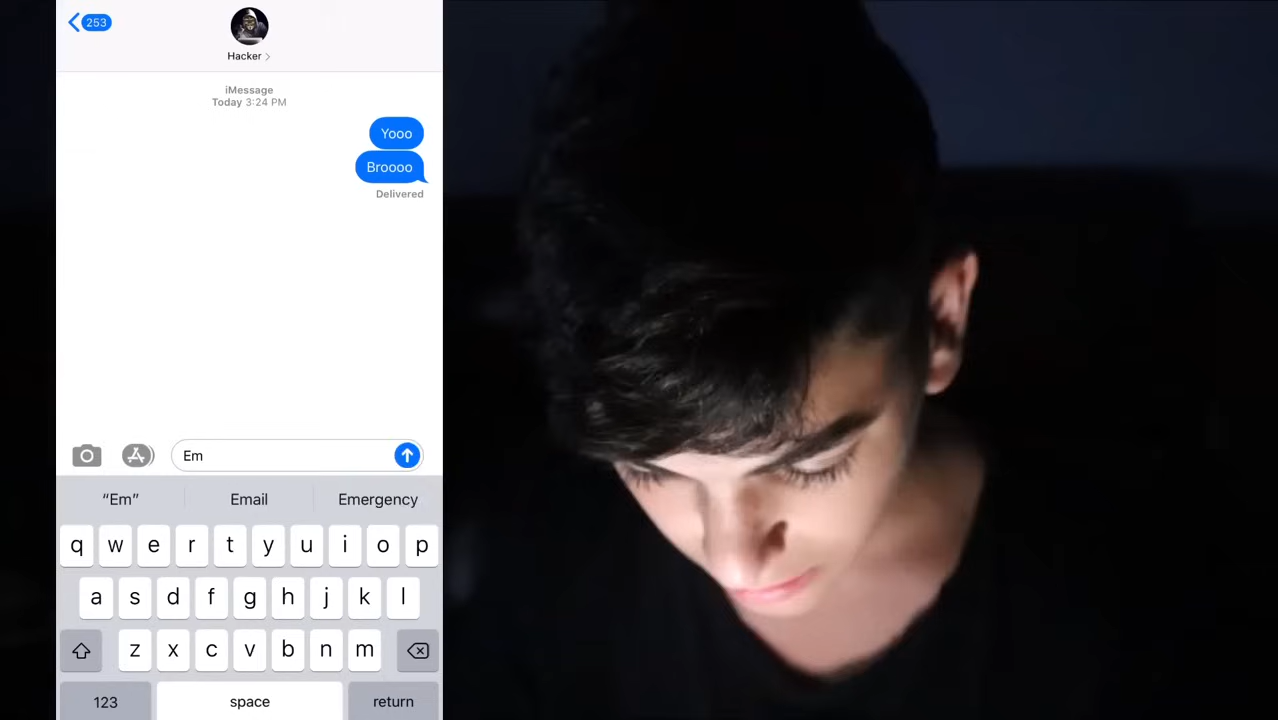 253
Hacker
iMessage
Today 3:24 PM
Yooo
Broooo
Delivered
Em
“Em” Email Emergency
q w e r t y u i o p
a s d f g h j k l
z x c v b n m
123 space return